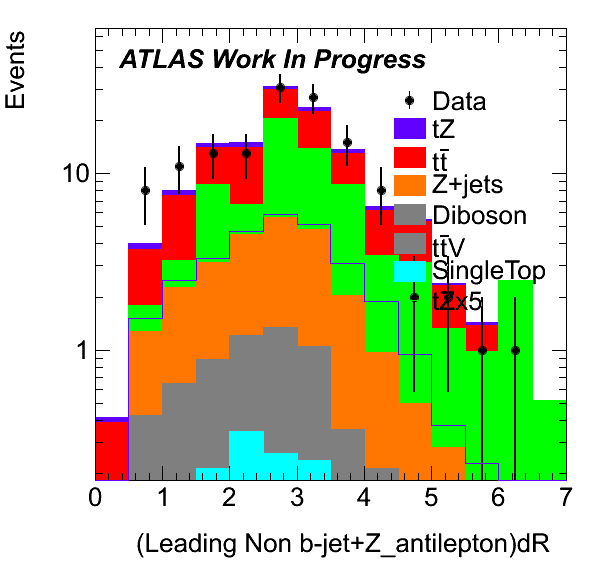 Events
ATLAS Work In Progress
Data
tZ
tt̄
Z+jets
Diboson
tt̄V
SingleTop
tZx5
10
1
0 1 2 3 4 5 6 7
(Leading Non b-jet+Z_antilepton)dR